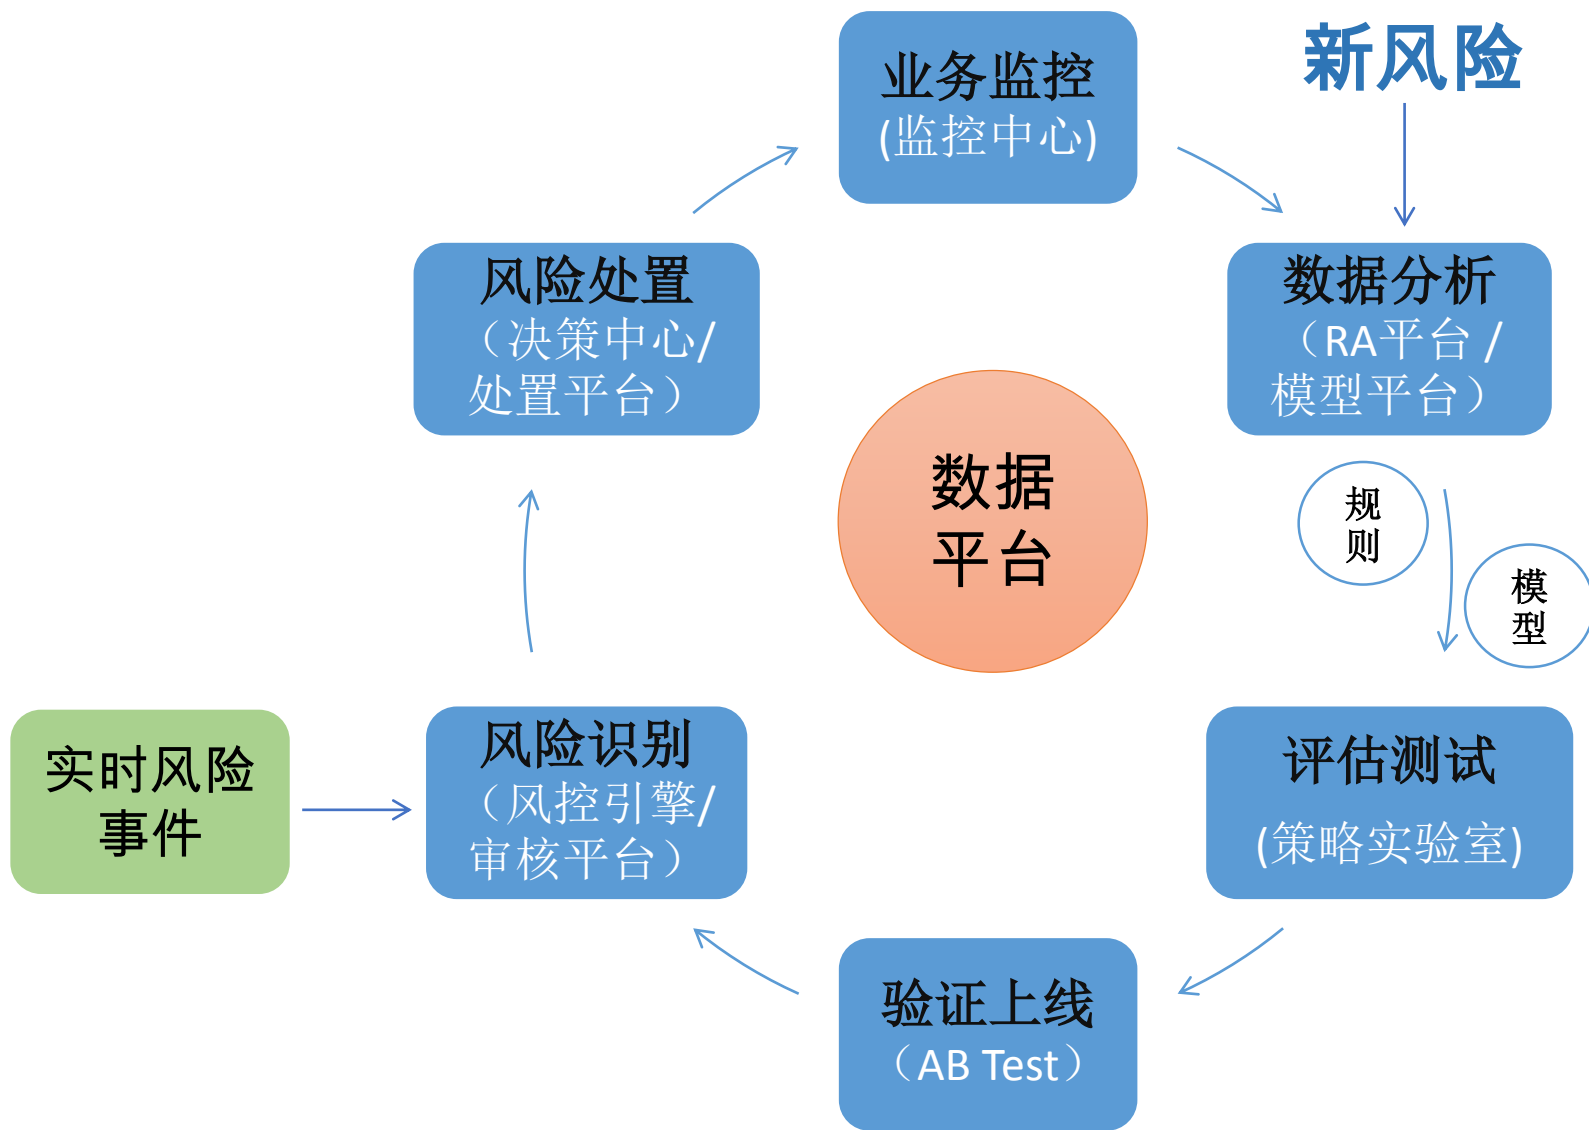 业务监控
(监控中心)
新风险
风险处置
（决策中心/
处置平台）
数据分析
（RA平台 /
模型平台）
数据
平台
规
则
模
型
实时风险
事件
风险识别
（风控引擎/
审核平台）
评估测试
(策略实验室)
验证上线
（AB Test）